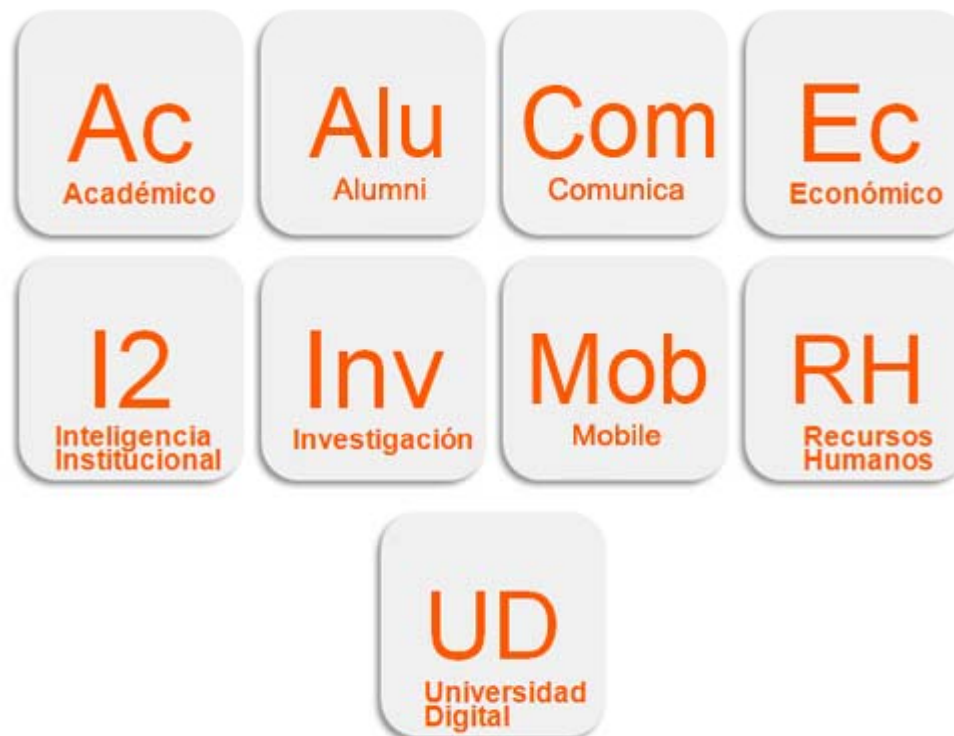 Ac
Académico
Alu
Alumni
Com
Comunica
Ec
Económico
I2
Inteligencia
Institucional
Inv
Investigación
Mob
Mobile
RH
Recursos
Humanos
UD
Universidad
Digital